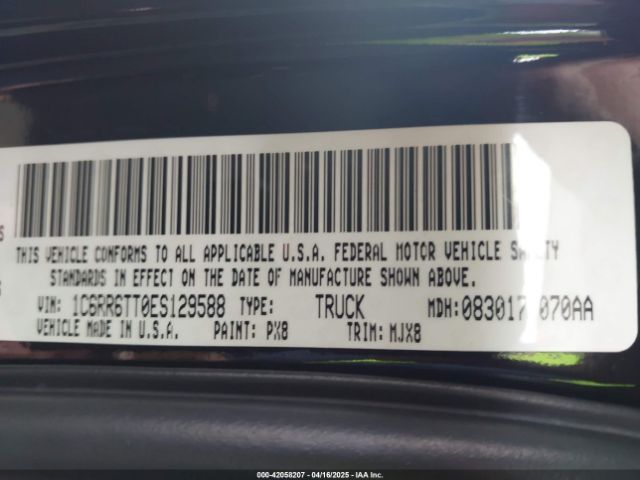 THIS VEHICLE CONFORMS TO ALL APPLICABLE U.S.A. FEDERAL MOTOR VEHICLE SAFETY
STANDARDS IN EFFECT ON THE DATE OF MANUFACTURE SHOWN ABOVE.
VIN: 1C6RR6TT0ES129588 TYPE: TRUCK MDH: 083017 070AA
VEHICLE MADE IN U.S.A. PAINT: PX8 TRIM: MJX8
000-42058207 - 04/16/2025 - IAA Inc.